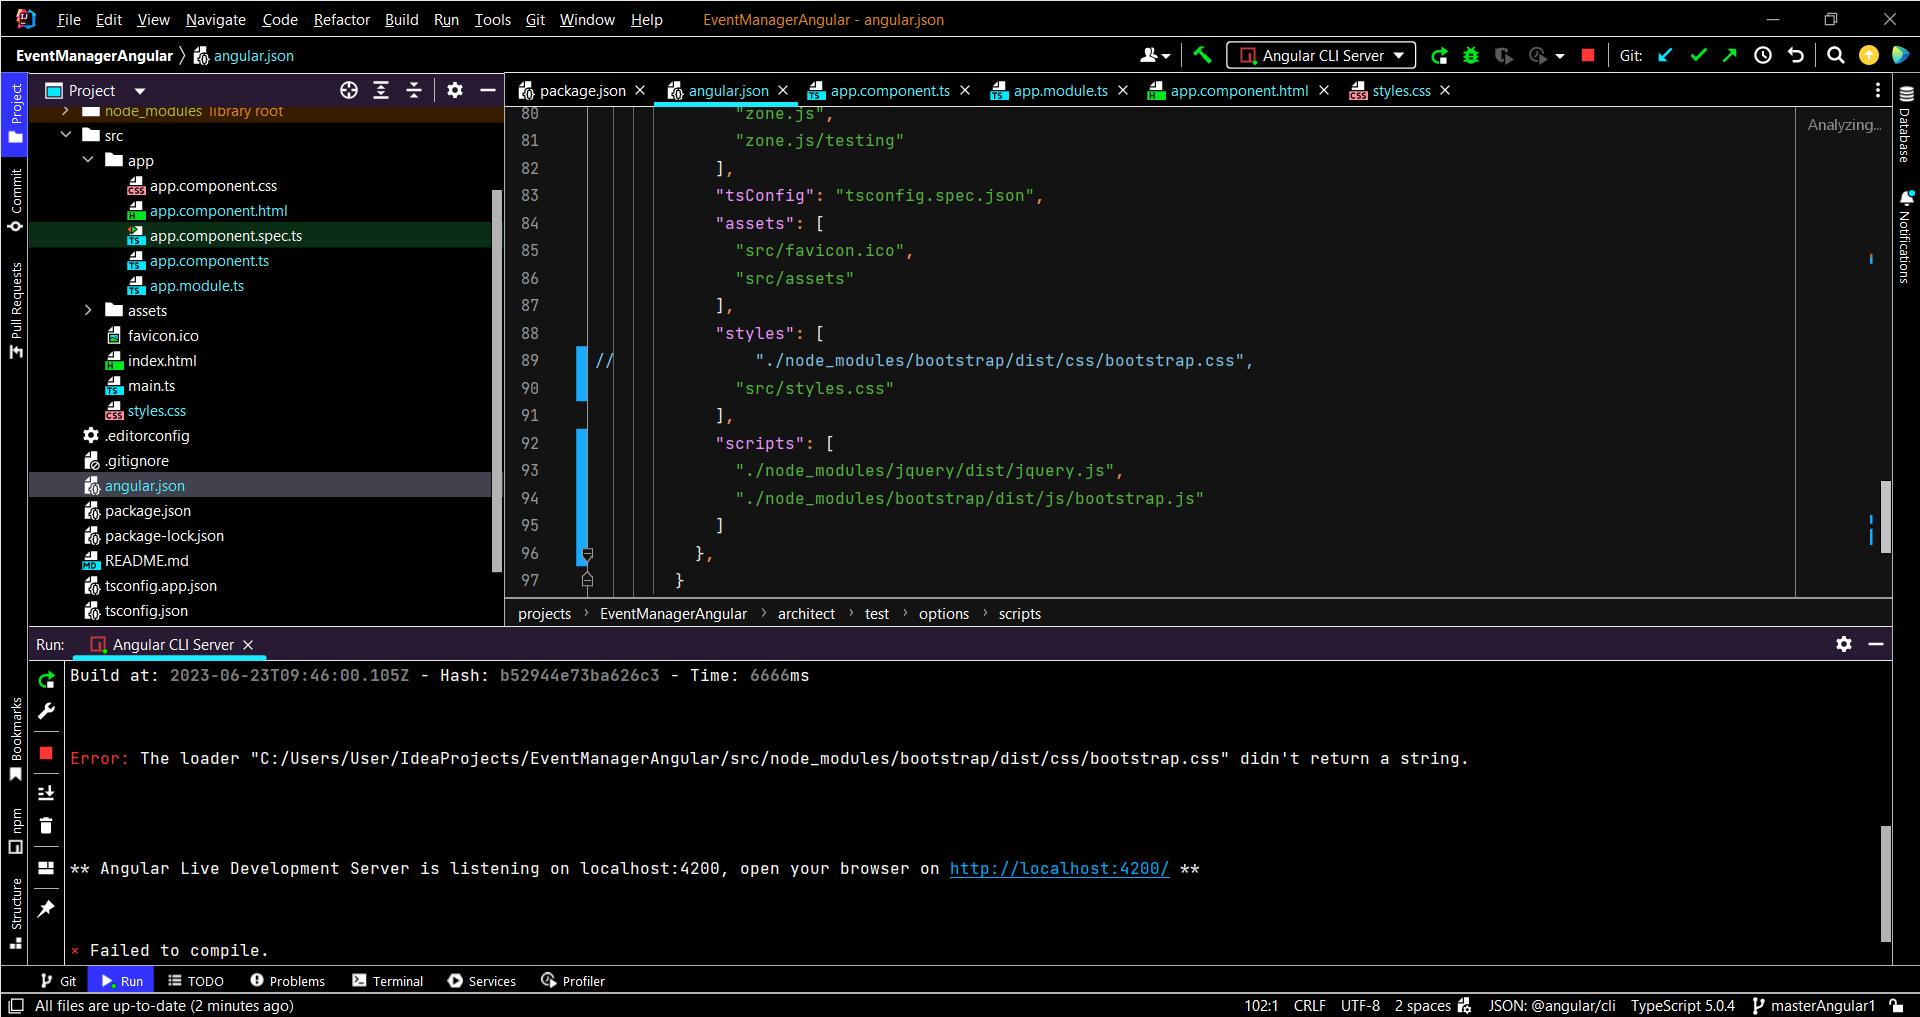 File Edit View Navigate Code Refactor Build Run Tools Git Window Help EventManagerAngular - angular.json
EventManagerAngular angular.json Angular CLI Server Git:
Project package.json angular.json app.component.ts app.module.ts app.component.html styles.css
Project
Commit
Pull Requests
Bookmarks
npm
Structure
Database
Notifications
node_modules library root
src
app
app.component.css
app.component.html
app.component.spec.ts
app.component.ts
app.module.ts
assets
favicon.ico
index.html
main.ts
styles.css
.editorconfig
.gitignore
angular.json
package.json
package-lock.json
README.md
tsconfig.app.json
tsconfig.json
Analyzing...
80 "zone.js",
81 "zone.js/testing"
82 ],
83 "tsConfig": "tsconfig.spec.json",
84 "assets": [
85 "src/favicon.ico",
86 "src/assets"
87 ],
88 "styles": [
89 // "./node_modules/bootstrap/dist/css/bootstrap.css",
90 "src/styles.css"
91 ],
92 "scripts": [
93 "./node_modules/jquery/dist/jquery.js",
94 "./node_modules/bootstrap/dist/js/bootstrap.js"
95 ]
96 },
97 }
projects EventManagerAngular architect test options scripts
Run: Angular CLI Server
Build at: 2023-06-23T09:46:00.105Z - Hash: b52944e73ba626c3 - Time: 6666ms
Error: The loader "C:/Users/User/IdeaProjects/EventManagerAngular/src/node_modules/bootstrap/dist/css/bootstrap.css" didn't return a string.
** Angular Live Development Server is listening on localhost:4200, open your browser on http://localhost:4200/ **
× Failed to compile.
Git Run TODO Problems Terminal Services Profiler
All files are up-to-date (2 minutes ago) 102:1 CRLF UTF-8 2 spaces JSON: @angular/cli TypeScript 5.0.4 masterAngular1